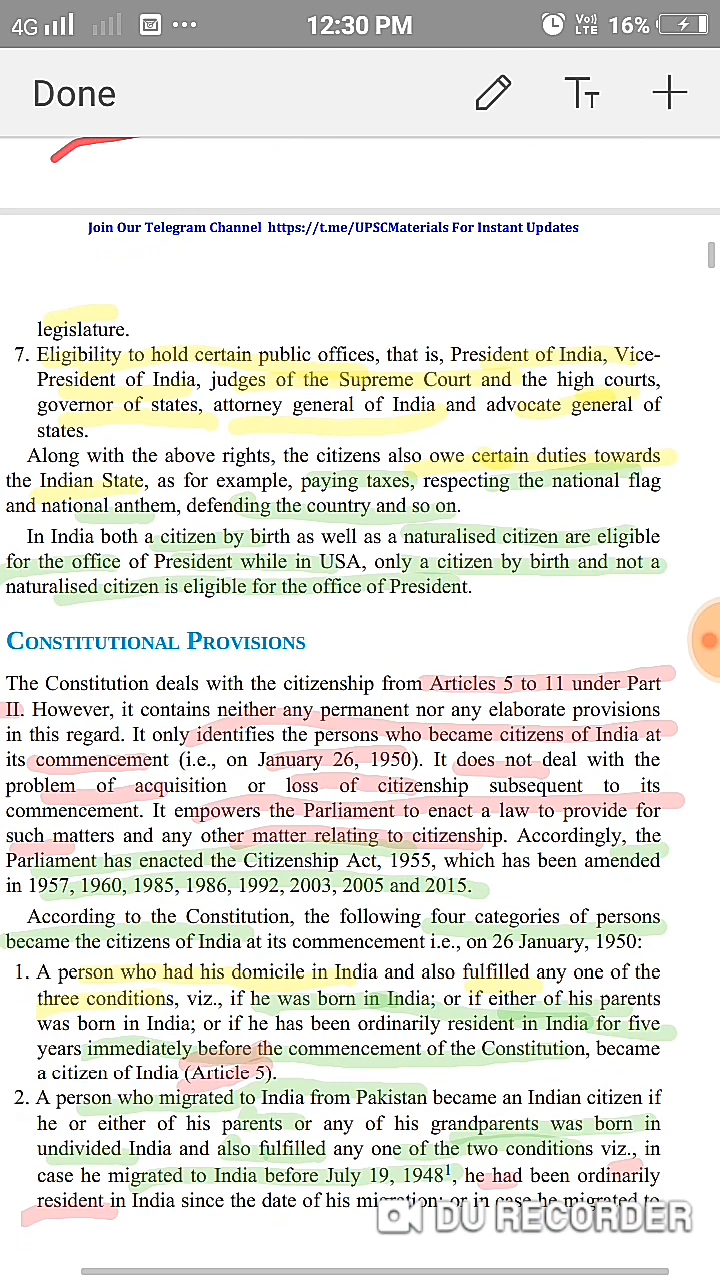 4G
12:30 PM
Vo))
LTE
16%
Done
TT
Join Our Telegram Channel https://t.me/UPSCMaterials For Instant Updates
legislature.
7. Eligibility to hold certain public offices, that is, President of India, Vice-
President of India, judges of the Supreme Court and the high courts,
governor of states, attorney general of India and advocate general of
states.
Along with the above rights, the citizens also owe certain duties towards
the Indian State, as for example, paying taxes, respecting the national flag
and national anthem, defending the country and so on.
In India both a citizen by birth as well as a naturalised citizen are eligible
for the office of President while in USA, only a citizen by birth and not a
naturalised citizen is eligible for the office of President.
CONSTITUTIONAL PROVISIONS
The Constitution deals with the citizenship from Articles 5 to 11 under Part
II. However, it contains neither any permanent nor any elaborate provisions
in this regard. It only identifies the persons who became citizens of India at
its commencement (i.e., on January 26, 1950). It does not deal with the
problem of acquisition or loss of citizenship subsequent to its
commencement. It empowers the Parliament to enact a law to provide for
such matters and any other matter relating to citizenship. Accordingly, the
Parliament has enacted the Citizenship Act, 1955, which has been amended
in 1957, 1960, 1985, 1986, 1992, 2003, 2005 and 2015.
According to the Constitution, the following four categories of persons
became the citizens of India at its commencement i.e., on 26 January, 1950:
1. A person who had his domicile in India and also fulfilled any one of the
three conditions, viz., if he was born in India; or if either of his parents
was born in India; or if he has been ordinarily resident in India for five
years immediately before the commencement of the Constitution, became
a citizen of India (Article 5).
2. A person who migrated to India from Pakistan became an Indian citizen if
he or either of his parents or any of his grandparents was born in
undivided India and also fulfilled any one of the two conditions viz., in
case he migrated to India before July 19, 1948¹, he had been ordinarily
resident in India since the date of his migration; or in case he migrated to
DU RECORDER